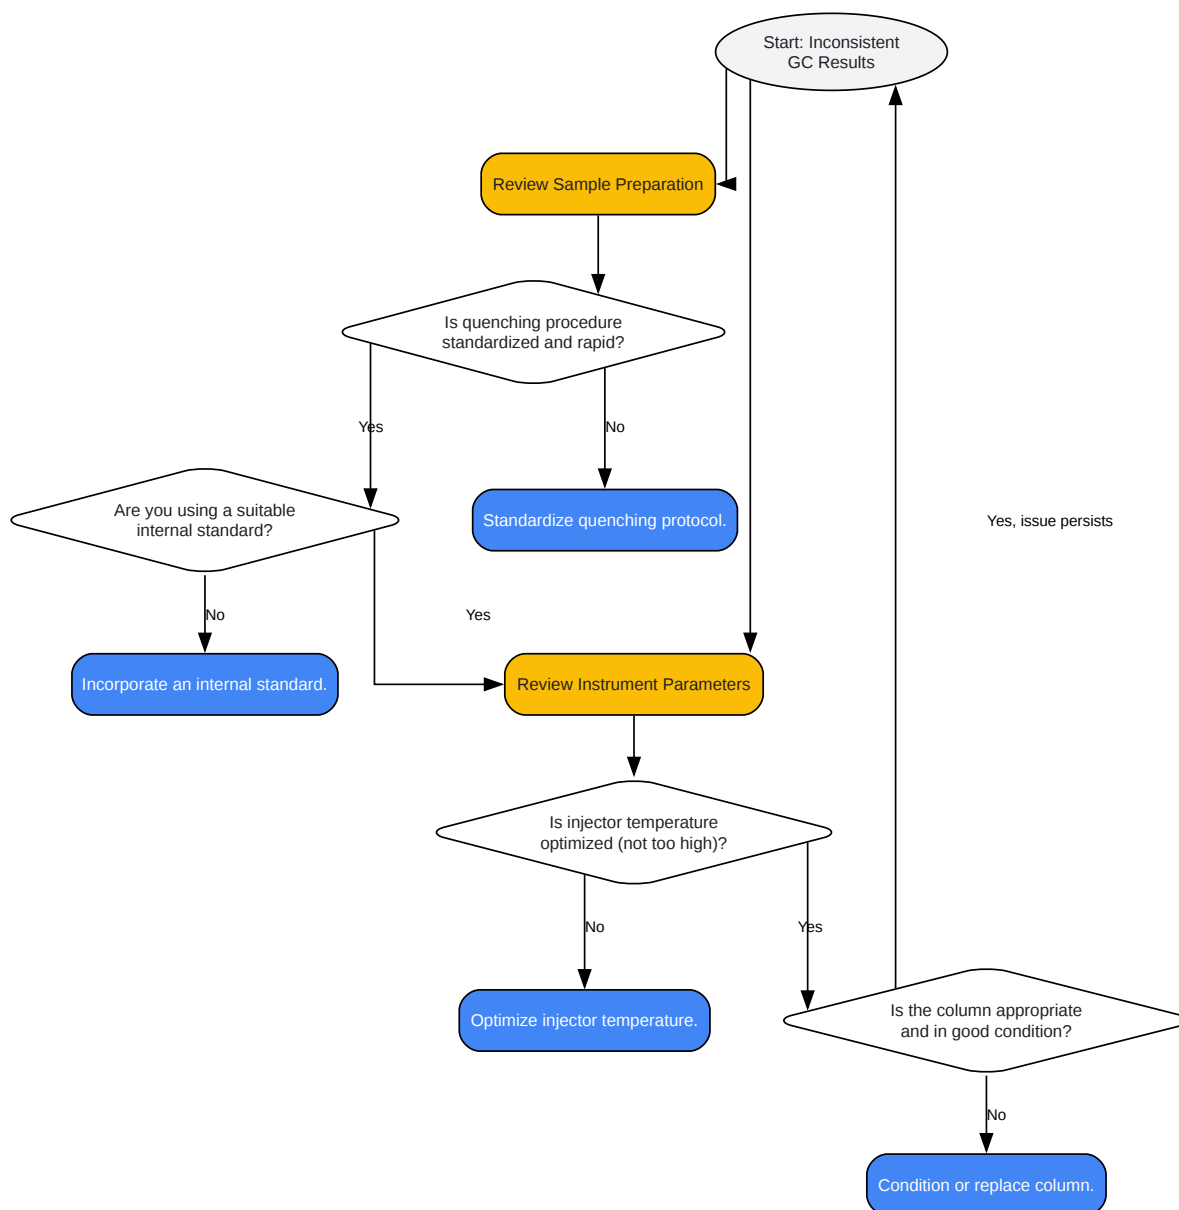 Start: Inconsistent
GC Results
Review Sample Preparation
Is quenching procedure
standardized and rapid?
Yes
No
Are you using a suitable
internal standard?
Standardize quenching protocol.
Yes, issue persists
No
Yes
Incorporate an internal standard.
Review Instrument Parameters
Is injector temperature
optimized (not too high)?
No
Yes
Optimize injector temperature.
Is the column appropriate
and in good condition?
No
Condition or replace column.